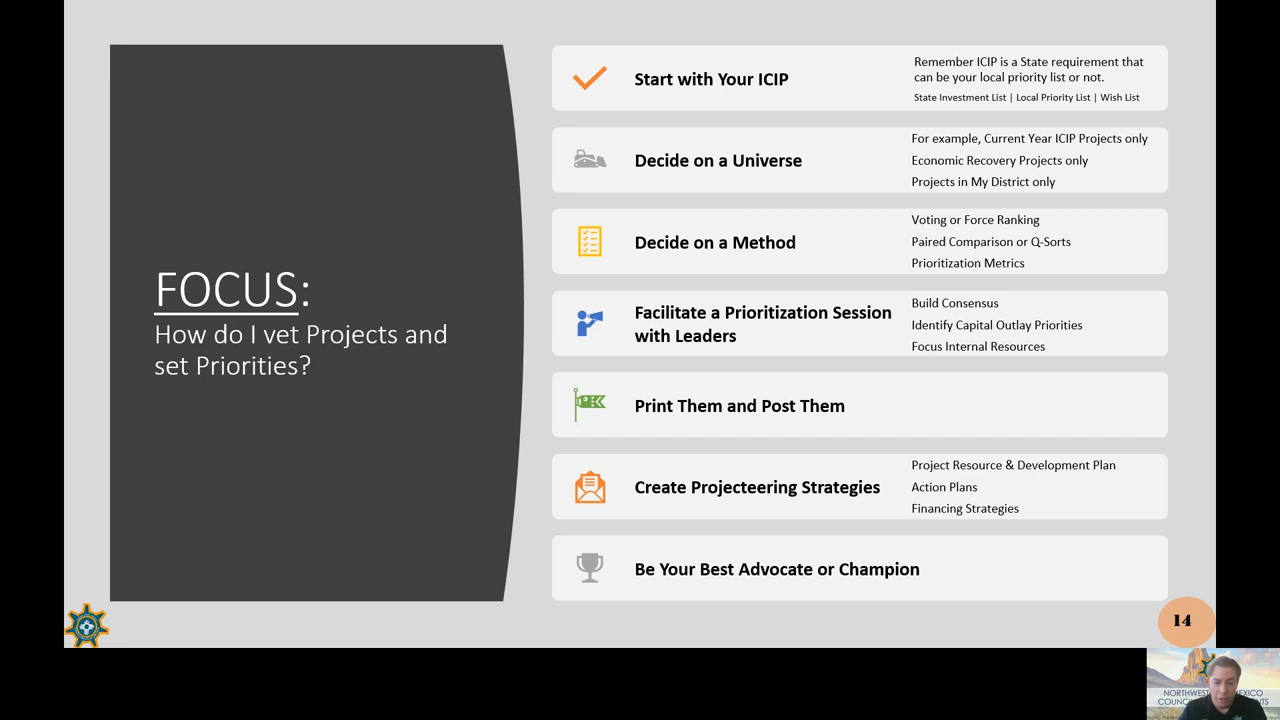 FOCUS:
How do I vet Projects and
set Priorities?
Start with Your ICIP
Remember ICIP is a State requirement that
can be your local priority list or not.
State Investment List | Local Priority List | Wish List
Decide on a Universe
For example, Current Year ICIP Projects only
Economic Recovery Projects only
Projects in My District only
Decide on a Method
Voting or Force Ranking
Paired Comparison or Q-Sorts
Prioritization Metrics
Facilitate a Prioritization Session
with Leaders
Build Consensus
Identify Capital Outlay Priorities
Focus Internal Resources
Print Them and Post Them
Create Projecteering Strategies
Project Resource & Development Plan
Action Plans
Financing Strategies
Be Your Best Advocate or Champion
14